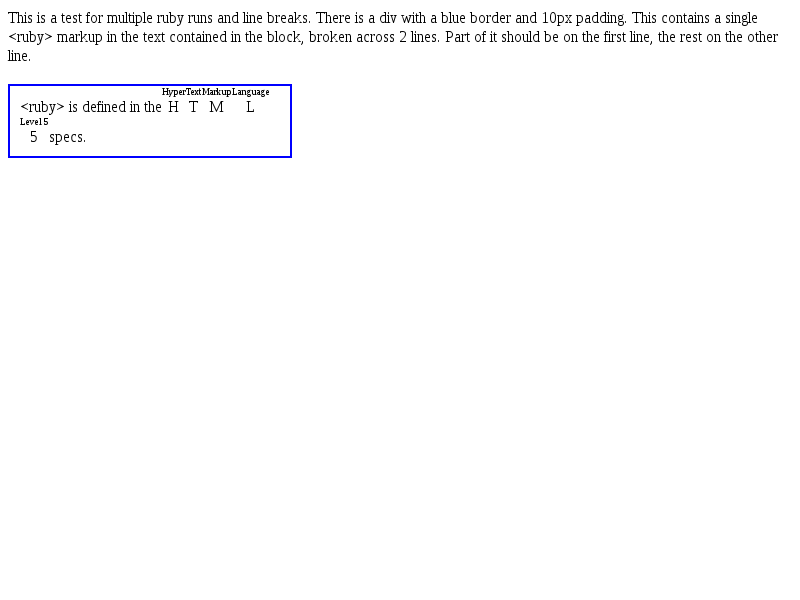 This is a test for multiple ruby runs and line breaks. There is a div with a blue border and 10px padding. This contains a single
<ruby> markup in the text contained in the block, broken across 2 lines. Part of it should be on the first line, the rest on the other
line.
HyperTextMarkupLanguage
<ruby> is defined in the H T M L
Level 5
5 specs.